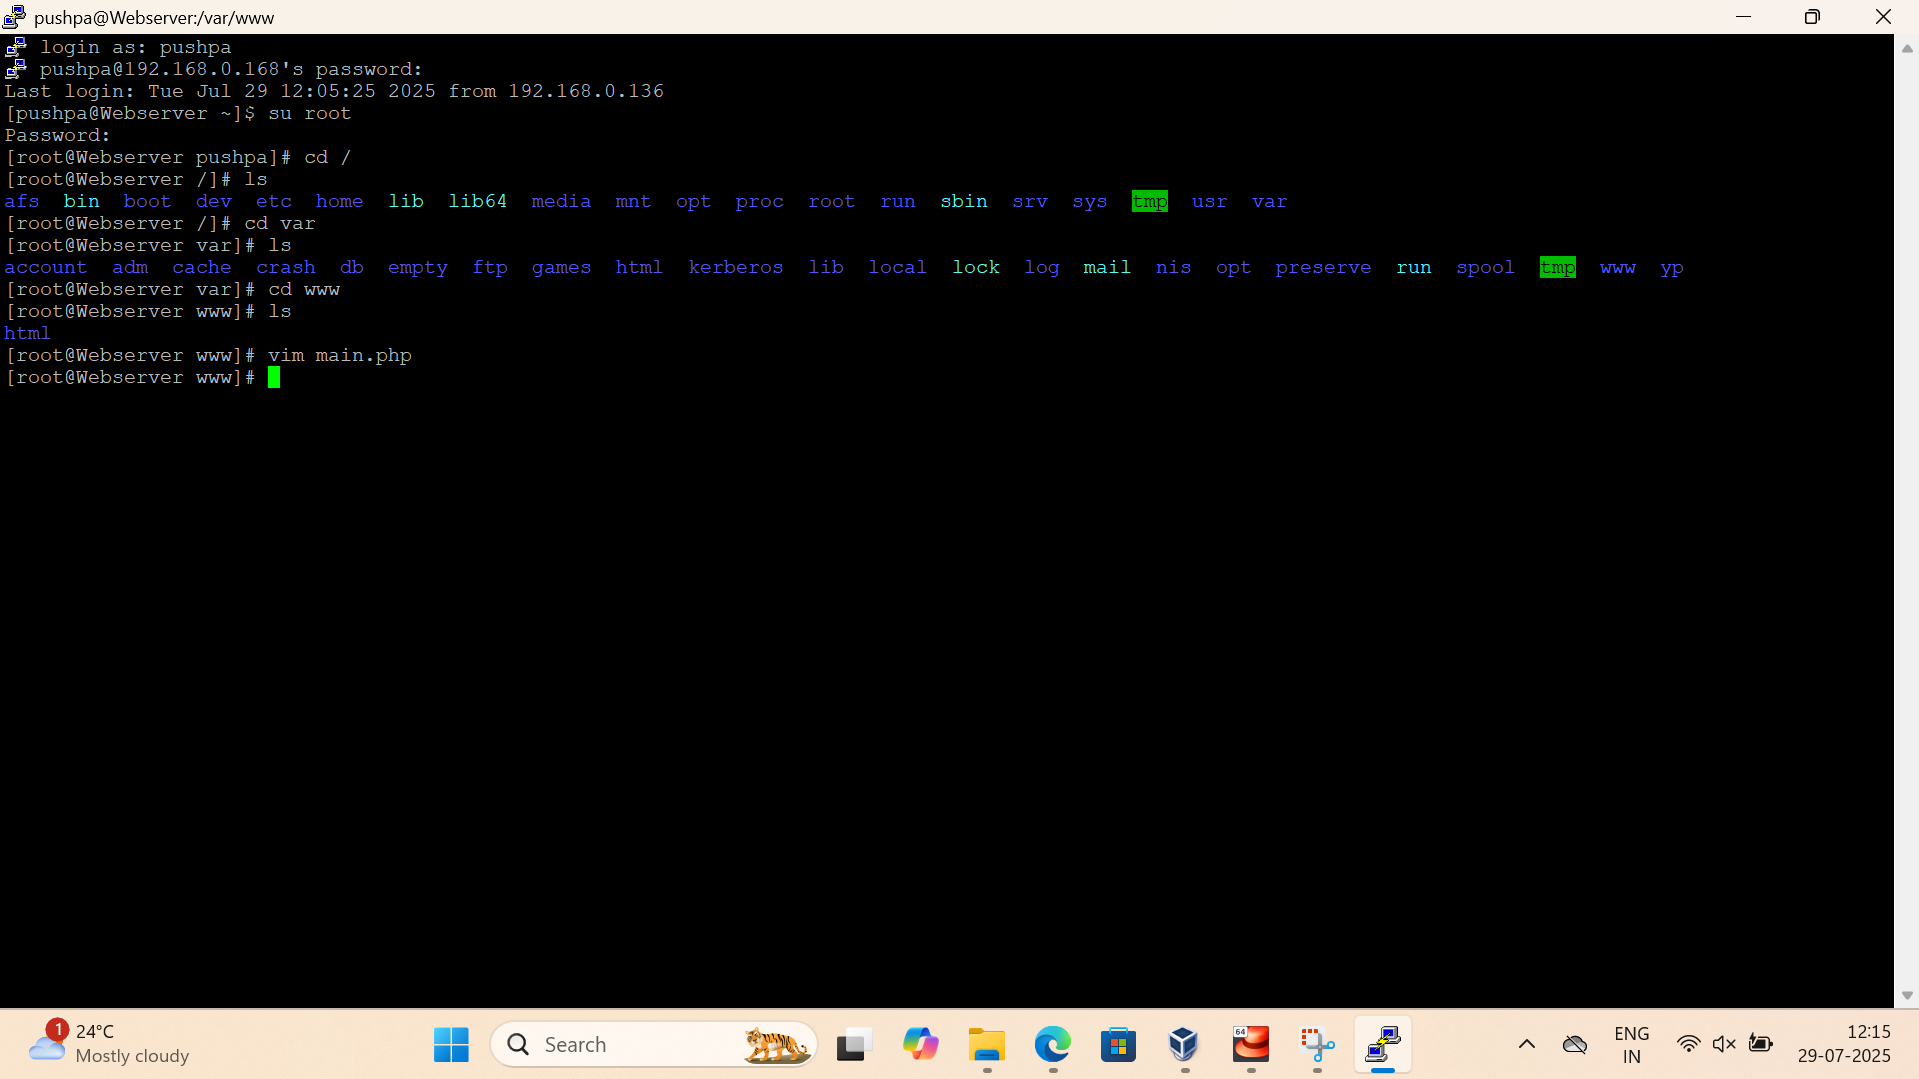 pushpa@Webserver:/var/www
login as: pushpa
pushpa@192.168.0.168's password:
Last login: Tue Jul 29 12:05:25 2025 from 192.168.0.136
[pushpa@Webserver ~]$ su root
Password:
[root@Webserver pushpa]# cd /
[root@Webserver /]# ls
afs  bin  boot  dev  etc  home  lib  lib64  media  mnt  opt  proc  root  run  sbin  srv  sys  tmp  usr  var
[root@Webserver /]# cd var
[root@Webserver var]# ls
account  adm  cache  crash  db  empty  ftp  games  html  kerberos  lib  local  lock  log  mail  nis  opt  preserve  run  spool  tmp  www  yp
[root@Webserver var]# cd www
[root@Webserver www]# ls
html
[root@Webserver www]# vim main.php
[root@Webserver www]#
1
24°C
Mostly cloudy
Search
64
ENG
IN
12:15
29-07-2025